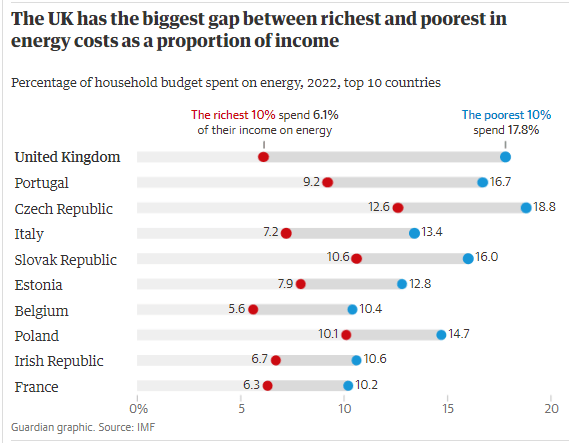 The UK has the biggest gap between richest and poorest in
energy costs as a proportion of income
Percentage of household budget spent on energy, 2022, top 10 countries
The richest 10% spend 6.1%
of their income on energy
The poorest 10%
spend 17.8%
United Kingdom
Portugal 9.2 16.7
Czech Republic 12.6 18.8
Italy 7.2 13.4
Slovak Republic 10.6 16.0
Estonia 7.9 12.8
Belgium 5.6 10.4
Poland 10.1 14.7
Irish Republic 6.7 10.6
France 6.3 10.2
0% 5 10 15 20
Guardian graphic. Source: IMF